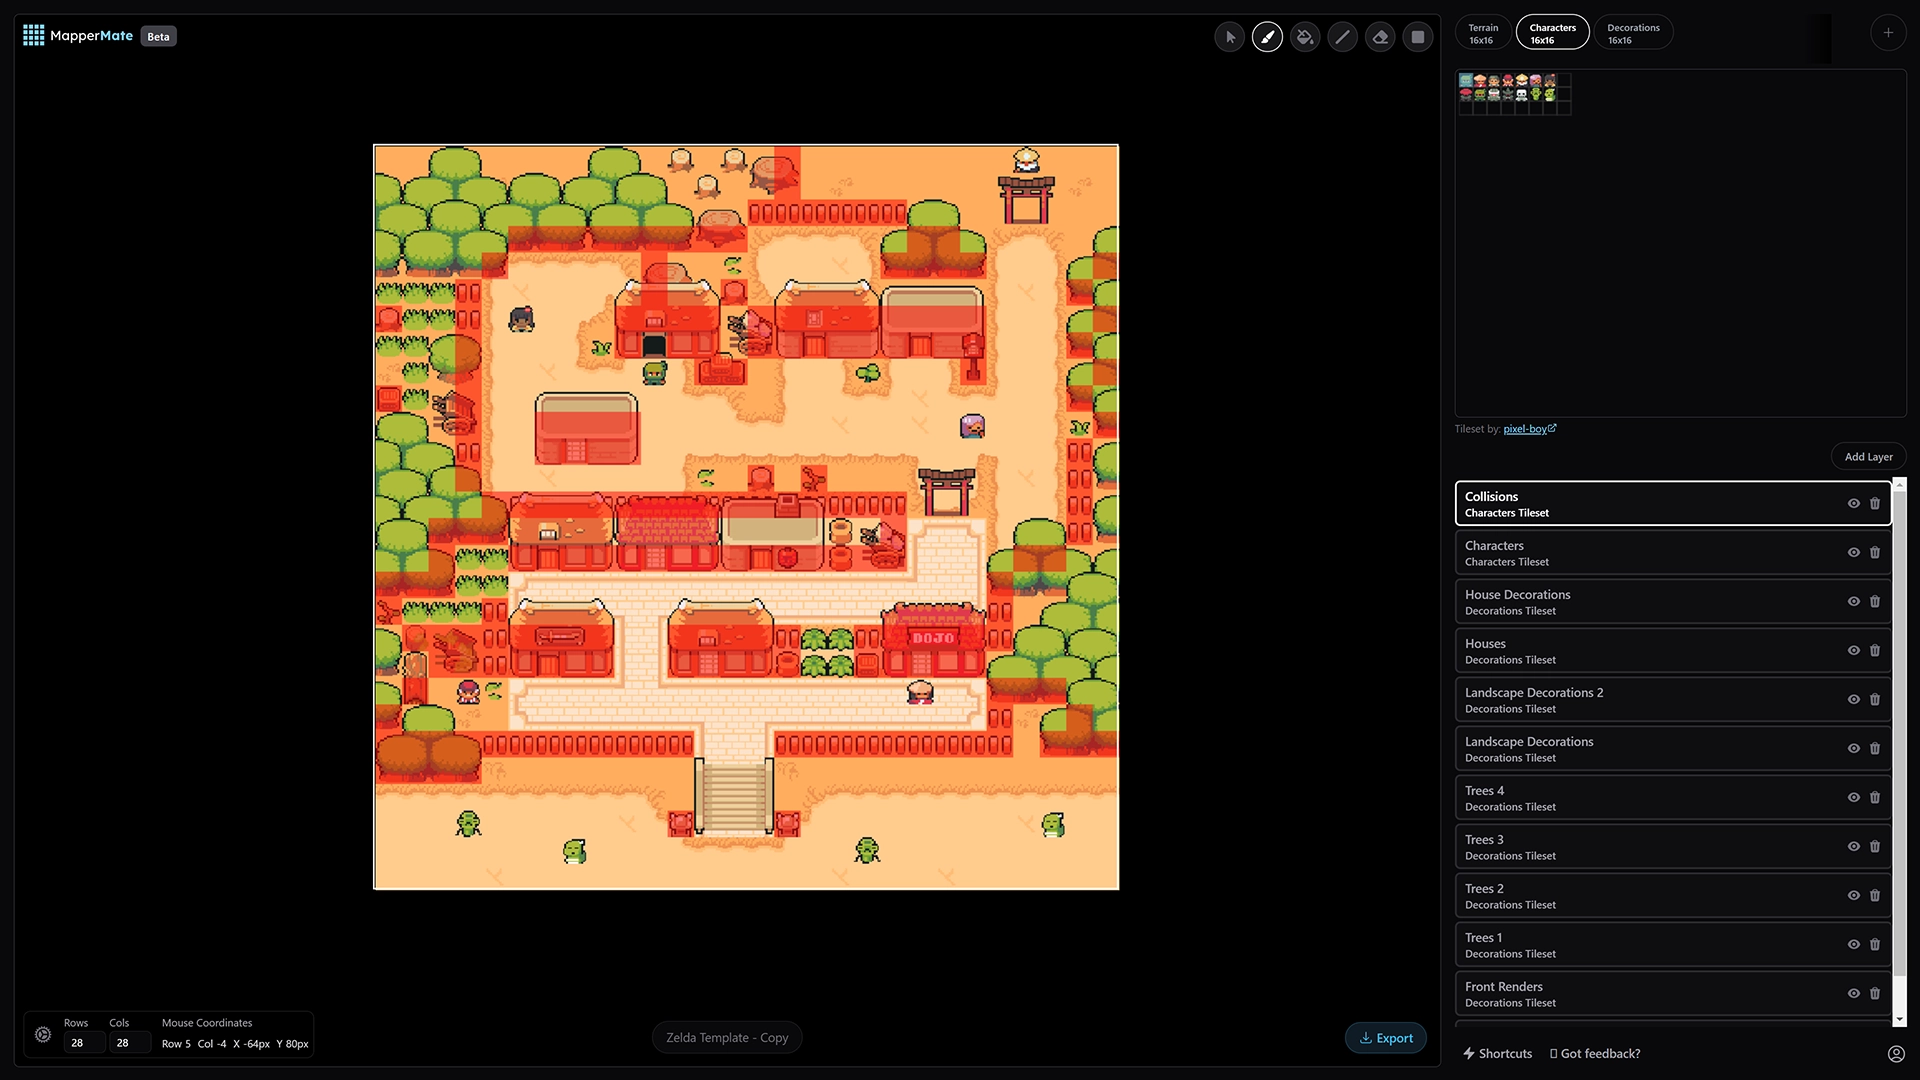 MapperMate Beta
Terrain
16x16
Characters
16x16
Decorations
16x16
DOJO
Tileset by: pixel-boy
Add Layer
Collisions
Characters Tileset
Characters
Characters Tileset
House Decorations
Decorations Tileset
Houses
Decorations Tileset
Landscape Decorations 2
Decorations Tileset
Landscape Decorations
Decorations Tileset
Trees 4
Decorations Tileset
Trees 3
Decorations Tileset
Trees 2
Decorations Tileset
Trees 1
Decorations Tileset
Front Renders
Decorations Tileset
Rows Cols Mouse Coordinates
28 28 Row 5 Col -4 X -64px Y 80px
Zelda Template - Copy
Export
Shortcuts Got feedback?